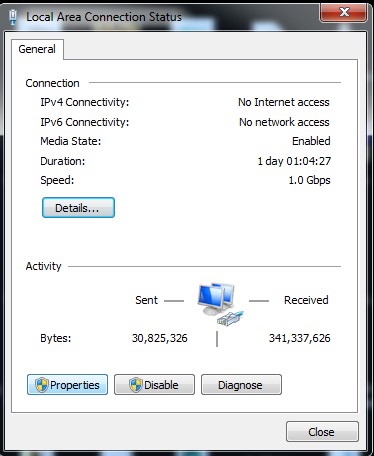 Local Area Connection Status
General
Connection
IPv4 Connectivity: No Internet access
IPv6 Connectivity: No network access
Media State: Enabled
Duration: 1 day 01:04:27
Speed: 1.0 Gbps
Details...
Activity
Sent Received
Bytes: 30,825,326 341,337,626
Properties Disable Diagnose
Close